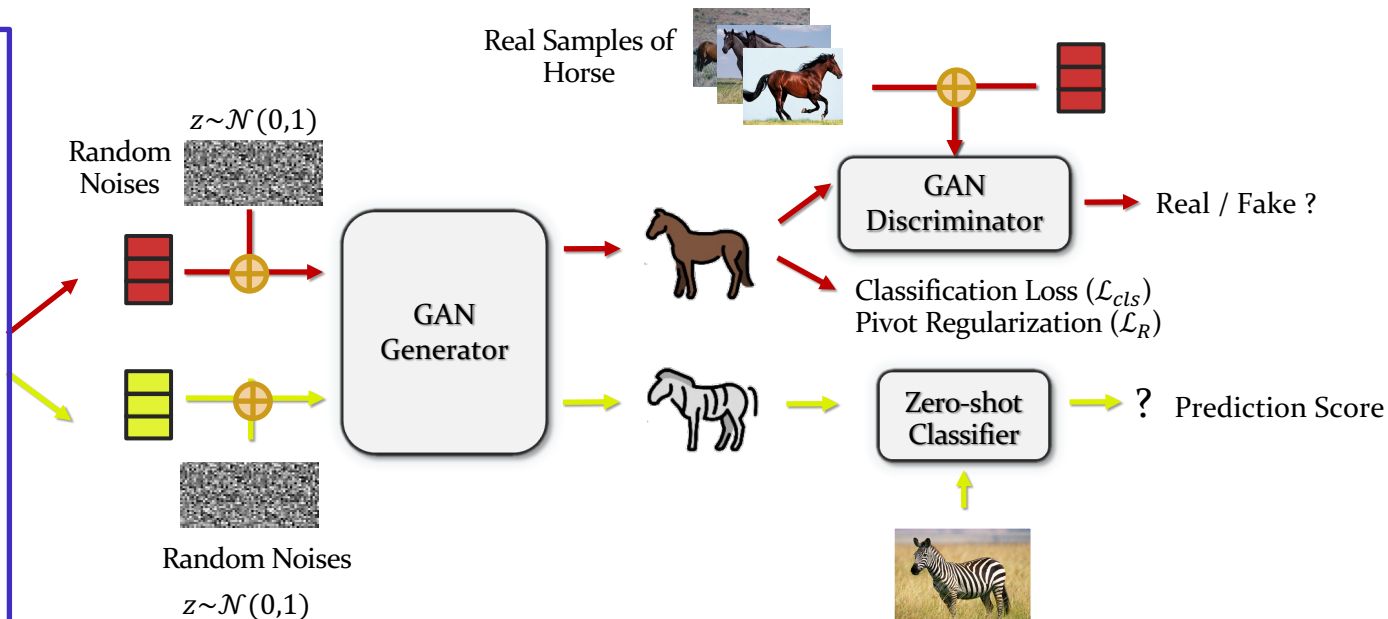 Real Samples of
Horse
z~𝒩(0,1)
Random
Noises
GAN
Discriminator
Real / Fake ?
GAN
Generator
Classification Loss (ℒ_cls)
Pivot Regularization (ℒ_R)
Zero-shot
Classifier
? Prediction Score
Random Noises
z~𝒩(0,1)